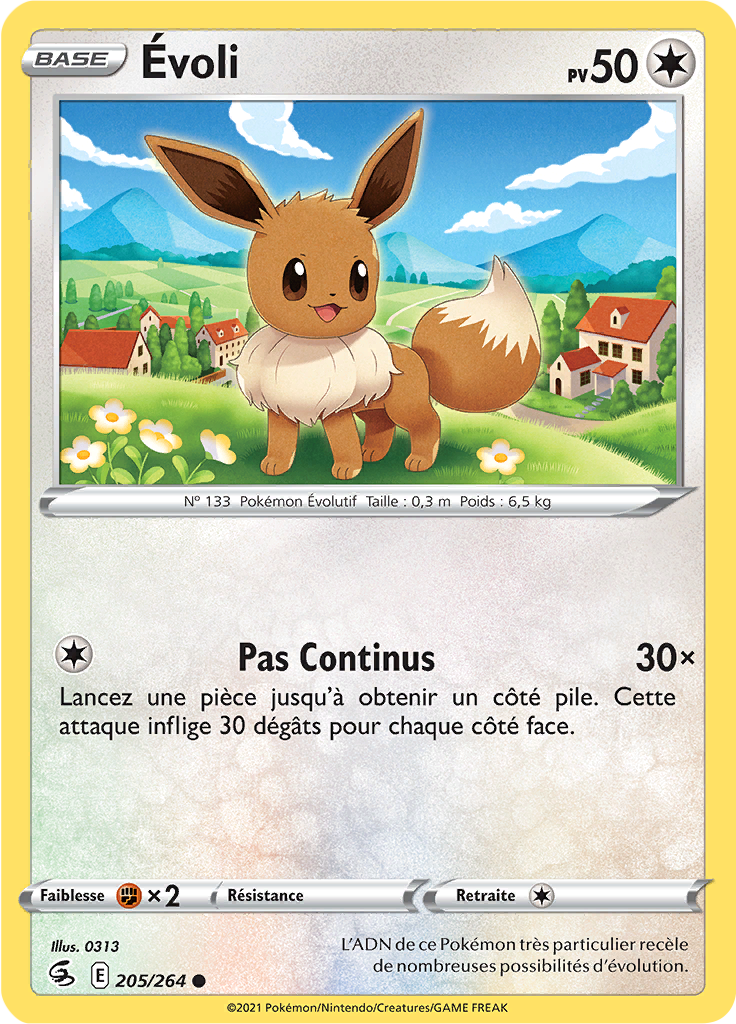 BASE Évoli PV 50
Nº 133 Pokémon Évolutif Taille : 0,3 m Poids : 6,5 kg
Pas Continus 30×
Lancez une pièce jusqu'à obtenir un côté pile. Cette
attaque inflige 30 dégâts pour chaque côté face.
Faiblesse ×2 Résistance Retraite
Illus. 0313
L'ADN de ce Pokémon très particulier recèle
de nombreuses possibilités d'évolution.
E 205/264
©2021 Pokémon/Nintendo/Creatures/GAME FREAK